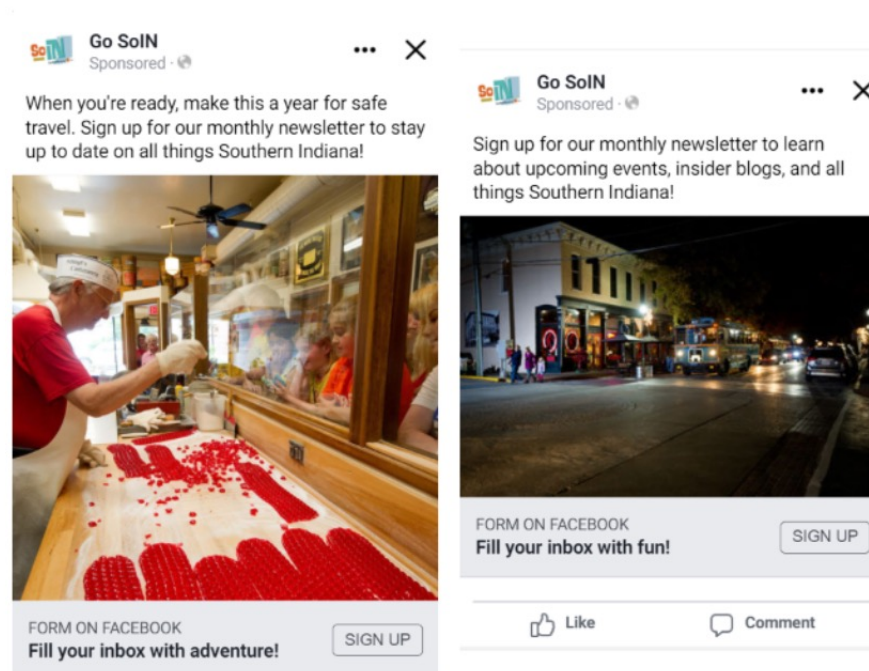 SoIN
Go SoIN
Sponsored ·
When you're ready, make this a year for safe
travel. Sign up for our monthly newsletter to stay
up to date on all things Southern Indiana!
FORM ON FACEBOOK
Fill your inbox with adventure!
SIGN UP
SoIN
Go SoIN
Sponsored ·
Sign up for our monthly newsletter to learn
about upcoming events, insider blogs, and all
things Southern Indiana!
FORM ON FACEBOOK
Fill your inbox with fun!
SIGN UP
Like
Comment